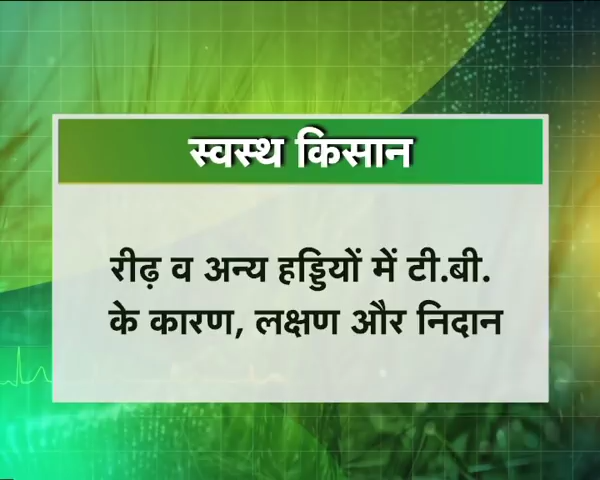 स्वस्थ किसान
रीढ़ व अन्य हड्डियों में टी.बी.
के कारण, लक्षण और निदान